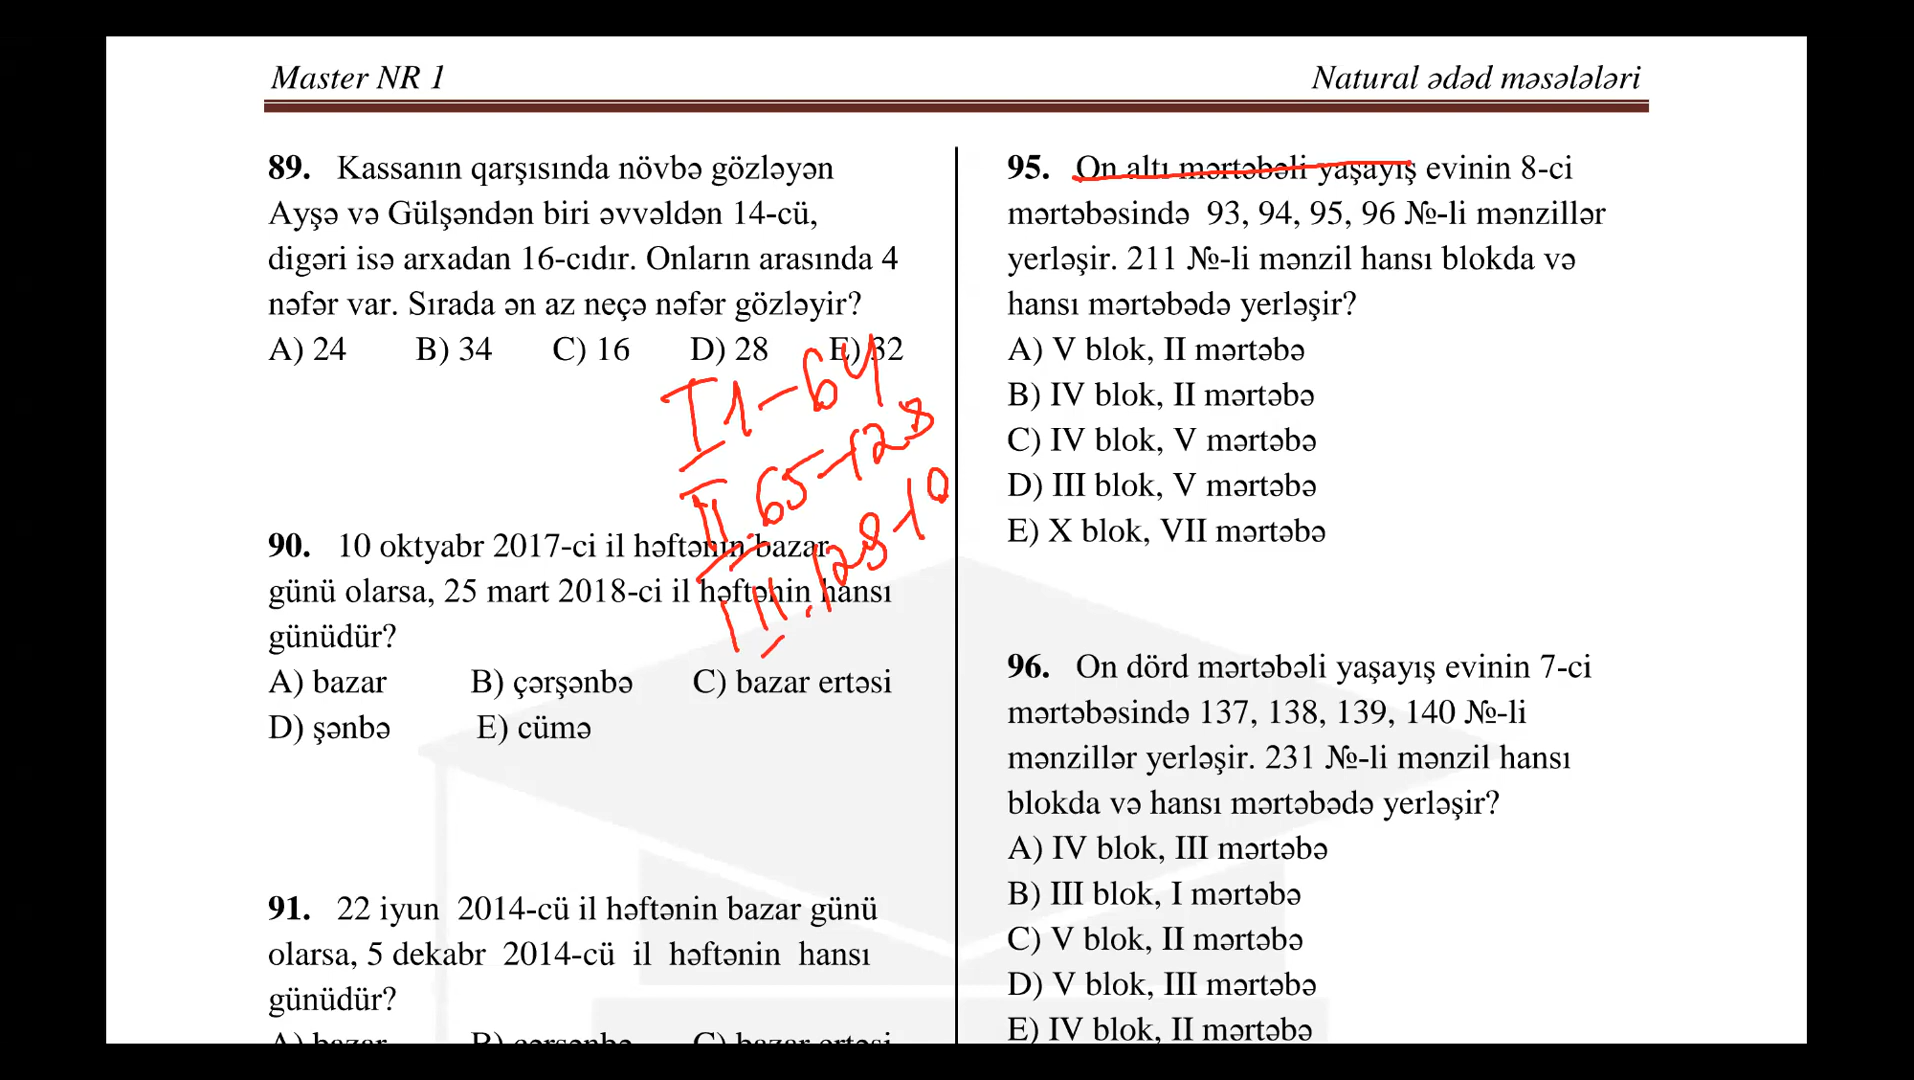 Master NR 1
Natural ədəd məsələləri
89. Kassanın qarşısında növbə gözləyən
Ayşə və Gülşəndən biri əvvəldən 14-cü,
digəri isə arxadan 16-cıdır. Onların arasında 4
nəfər var. Sırada ən az neçə nəfər gözləyir?
A) 24 B) 34 C) 16 D) 28 E) 32
I 1-64
II. 65-128
III. 128-19
90. 10 oktyabr 2017-ci il həftənin bazar
günü olarsa, 25 mart 2018-ci il həftənin hansı
günüdür?
A) bazar B) çərşənbə C) bazar ertəsi
D) şənbə E) cümə
91. 22 iyun 2014-cü il həftənin bazar günü
olarsa, 5 dekabr 2014-cü il həftənin hansı
günüdür?
A) bazar B) çərşənbə C) bazar ertəsi
95. On altı mərtəbəli yaşayış evinin 8-ci
mərtəbəsində 93, 94, 95, 96 №-li mənzillər
yerləşir. 211 №-li mənzil hansı blokda və
hansı mərtəbədə yerləşir?
A) V blok, II mərtəbə
B) IV blok, II mərtəbə
C) IV blok, V mərtəbə
D) III blok, V mərtəbə
E) X blok, VII mərtəbə
96. On dörd mərtəbəli yaşayış evinin 7-ci
mərtəbəsində 137, 138, 139, 140 №-li
mənzillər yerləşir. 231 №-li mənzil hansı
blokda və hansı mərtəbədə yerləşir?
A) IV blok, III mərtəbə
B) III blok, I mərtəbə
C) V blok, II mərtəbə
D) V blok, III mərtəbə
E) IV blok, II mərtəbə